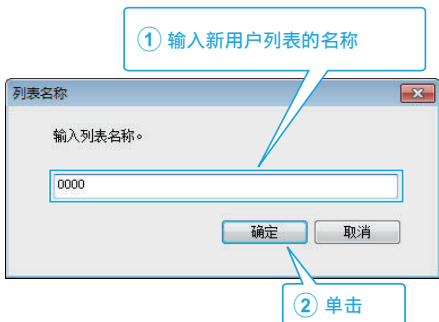 ① 输入新用户列表的名称
列表名称
输入列表名称。
0000
确定 取消
② 单击